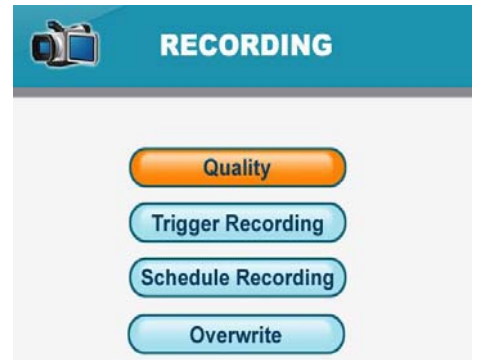 RECORDING
Quality
Trigger Recording
Schedule Recording
Overwrite